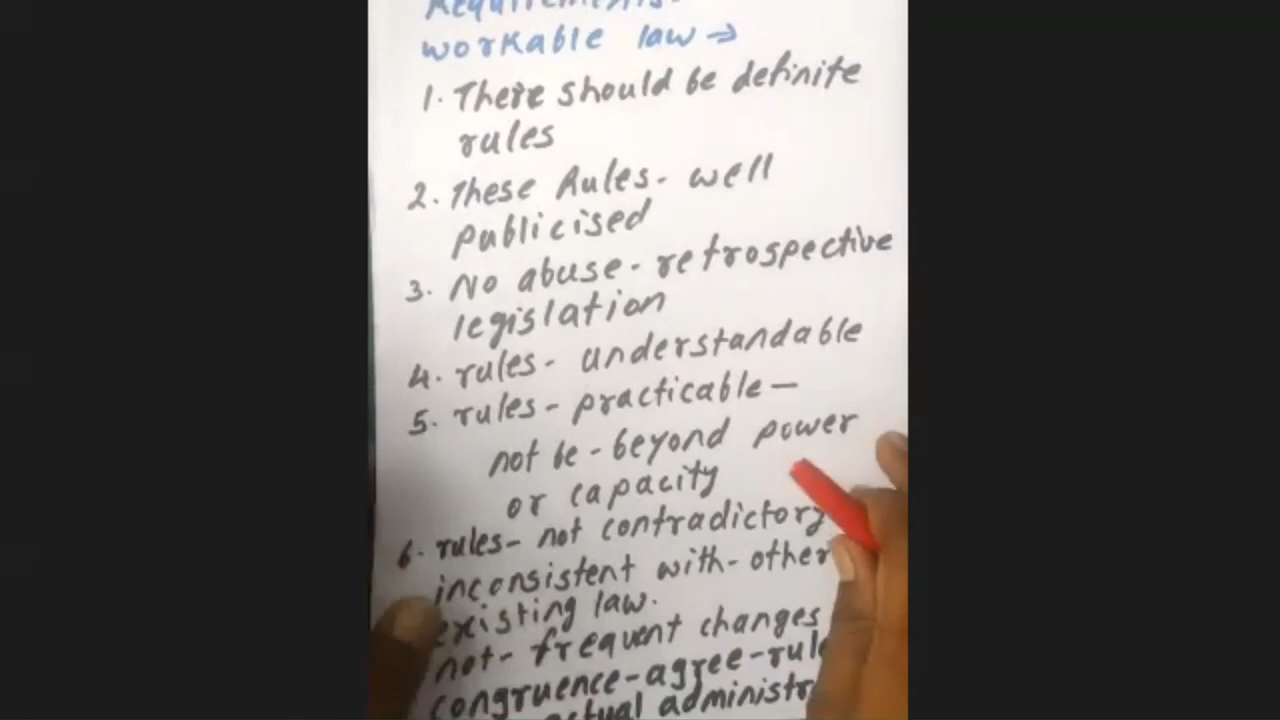 workable law →
1. There should be definite
rules
2. These Rules - well
publicised
3. No abuse - retrospective
legislation
4. rules - understandable
5. rules - practicable —
not be - beyond power
or capacity
6. rules - not contradictory
inconsistent with - other
existing law.
not - frequent changes
congruence - agree -